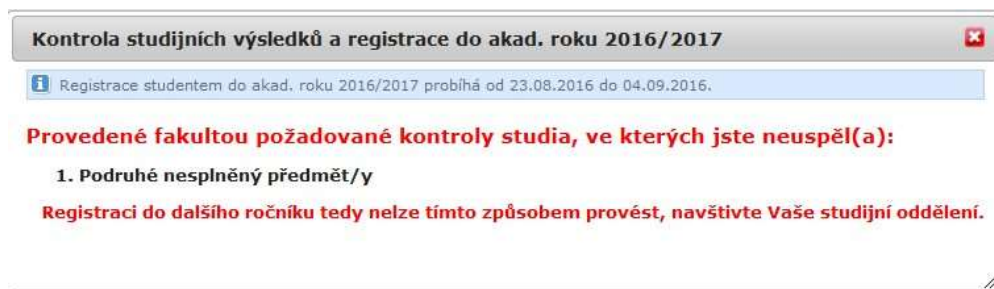 Kontrola studijních výsledků a registrace do akad. roku 2016/2017
Registrace studentem do akad. roku 2016/2017 probíhá od 23.08.2016 do 04.09.2016.
Provedené fakultou požadované kontroly studia, ve kterých jste neuspěl(a):
1. Podruhé nesplněný předmět/y
Registraci do dalšího ročníku tedy nelze tímto způsobem provést, navštivte Vaše studijní oddělení.